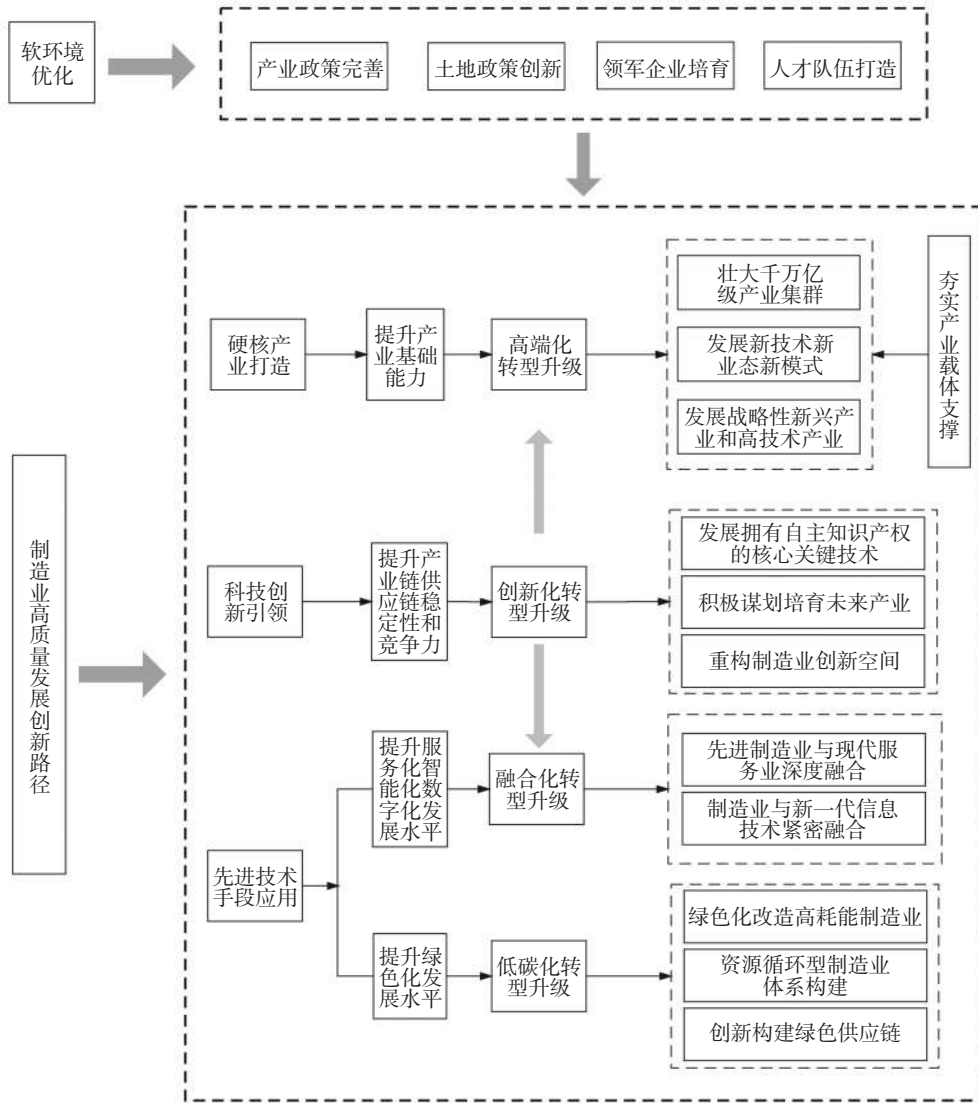 软环境
优化
产业政策完善
土地政策创新
领军企业培育
人才队伍打造
制造业高质量发展创新路径
硬核产
业打造
提升产
业基础
能力
高端化
转型升级
壮大千万亿
级产业集群
发展新技术新
业态新模式
发展战略性新兴产
业和高技术产业
夯实产业载体支撑
科技创
新引领
提升产
业链供
应链稳
定性和
竞争力
创新化
转型升级
发展拥有自主知识产权
的核心关键技术
积极谋划培育未来产业
重构制造业创新空间
先进技术
手段应用
提升服
务化智
能化数
字化发
展水平
融合化转
型升级
先进制造业与现代服
务业深度融合
制造业与新一代信息
技术紧密融合
提升绿
色化发
展水平
低碳化转
型升级
绿色化改造高耗能制造业
资源循环型制造业
体系构建
创新构建绿色供应链